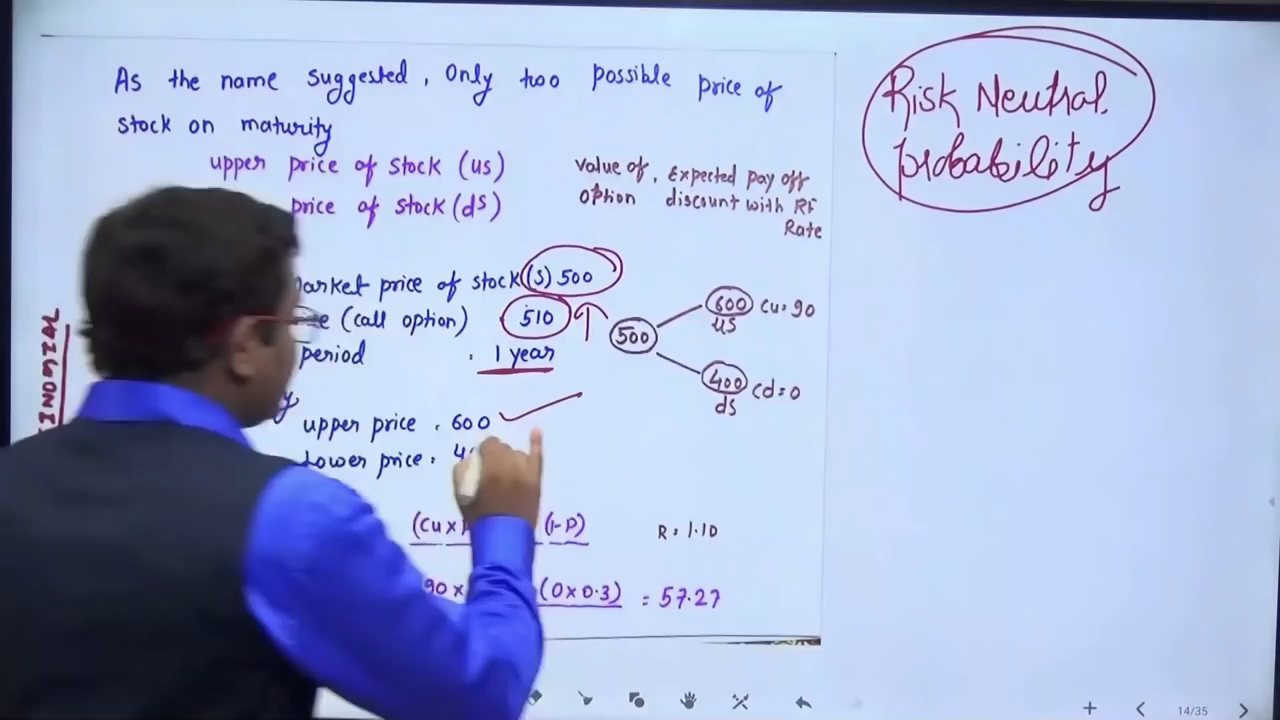 As the name suggested, Only two possible price of
stock on maturity
upper price of stock (us)
price of stock (ds)
value of, Expected pay off
option discount with RF
Rate
market price of stock (S) 500
(call option) 510
period . 1 year
upper price . 600
Lower price .
500
600
us
cu=90
400
ds
cd=0
(cu x (1-P)
R = 1.10
90 x (0 x 0.3) = 57.27
INOMIAL
Risk Neutral.
probability
14/35